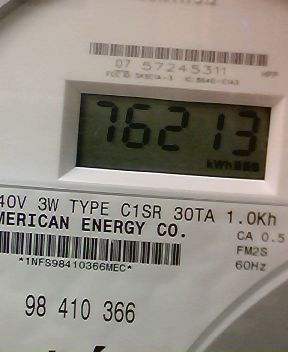 07 57245311
76213
kWh
40V 3W TYPE C1SR 30TA 1.0Kh
MERICAN ENERGY CO.
CA 0.5
FM2S
*1NFS98410366MEC*
60Hz
98 410 366